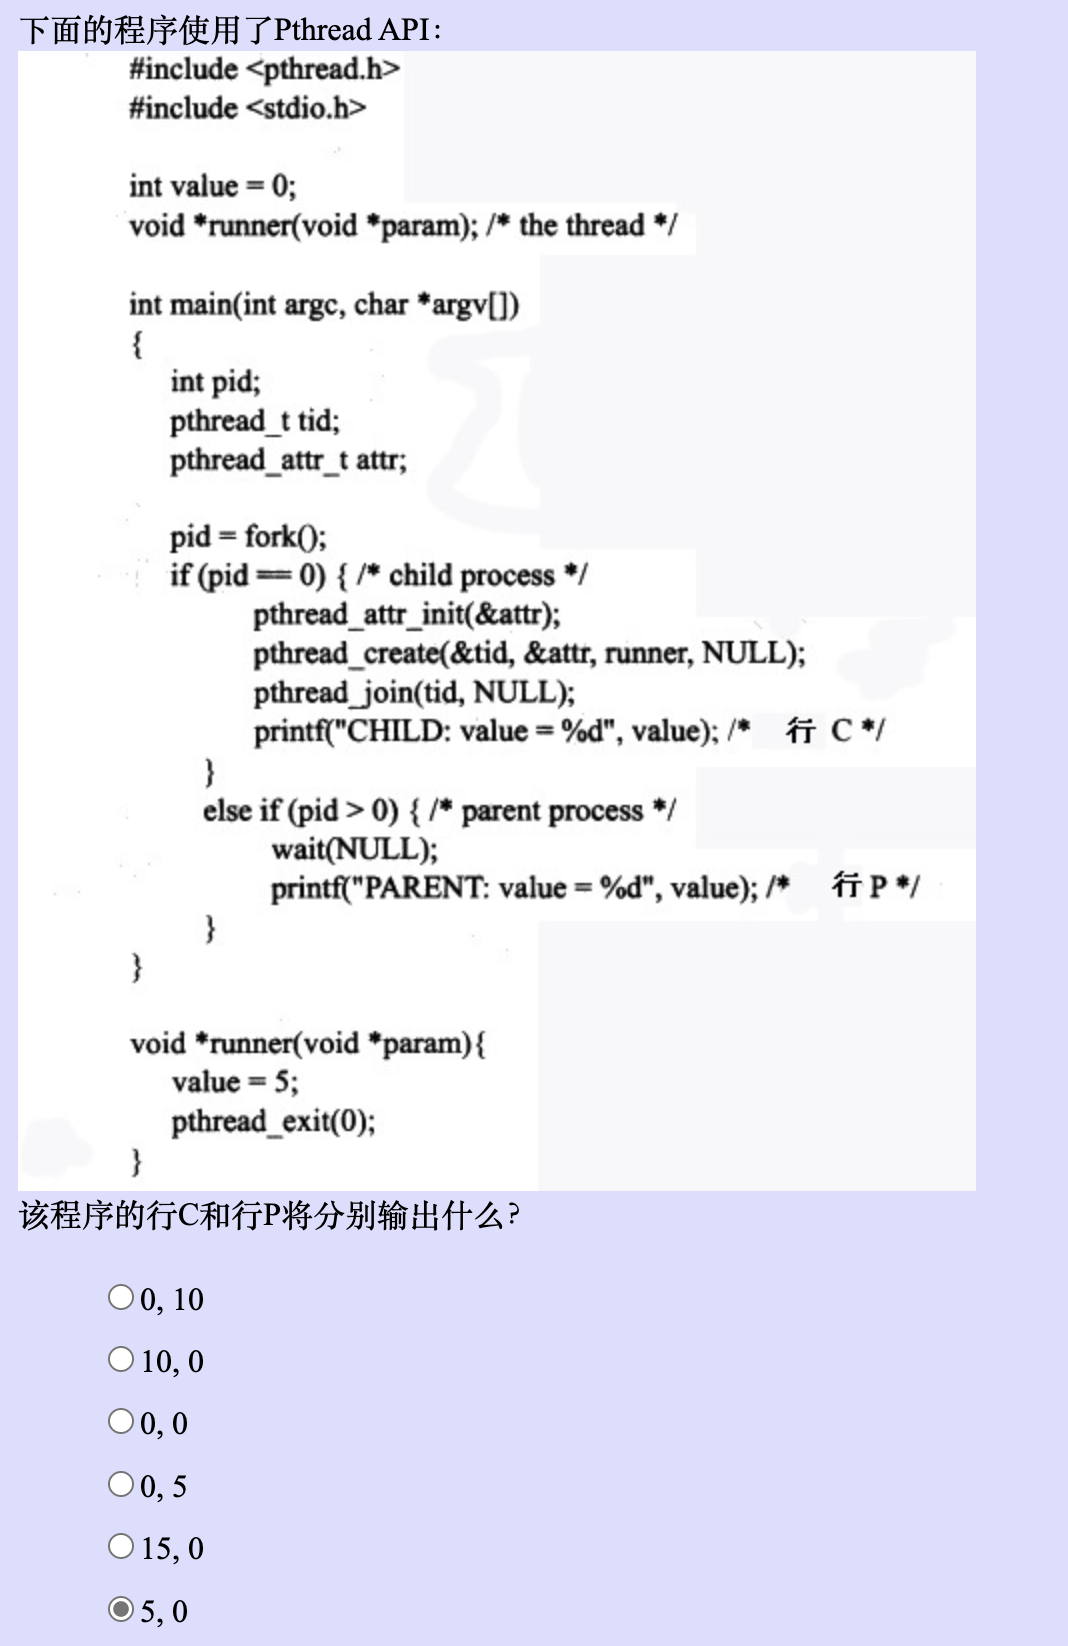 下面的程序使用了Pthread API：
#include <pthread.h>
#include <stdio.h>
int value = 0;
void *runner(void *param); /* the thread */
int main(int argc, char *argv[])
{
int pid;
pthread_t tid;
pthread_attr_t attr;
pid = fork();
if (pid == 0) { /* child process */
pthread_attr_init(&attr);
pthread_create(&tid, &attr, runner, NULL);
pthread_join(tid, NULL);
printf("CHILD: value = %d", value); /* 行 C */
}
else if (pid > 0) { /* parent process */
wait(NULL);
printf("PARENT: value = %d", value); /* 行 P */
}
}
void *runner(void *param){
value = 5;
pthread_exit(0);
}
该程序的行C和行P将分别输出什么?
0, 10
10, 0
0, 0
0, 5
15, 0
5, 0